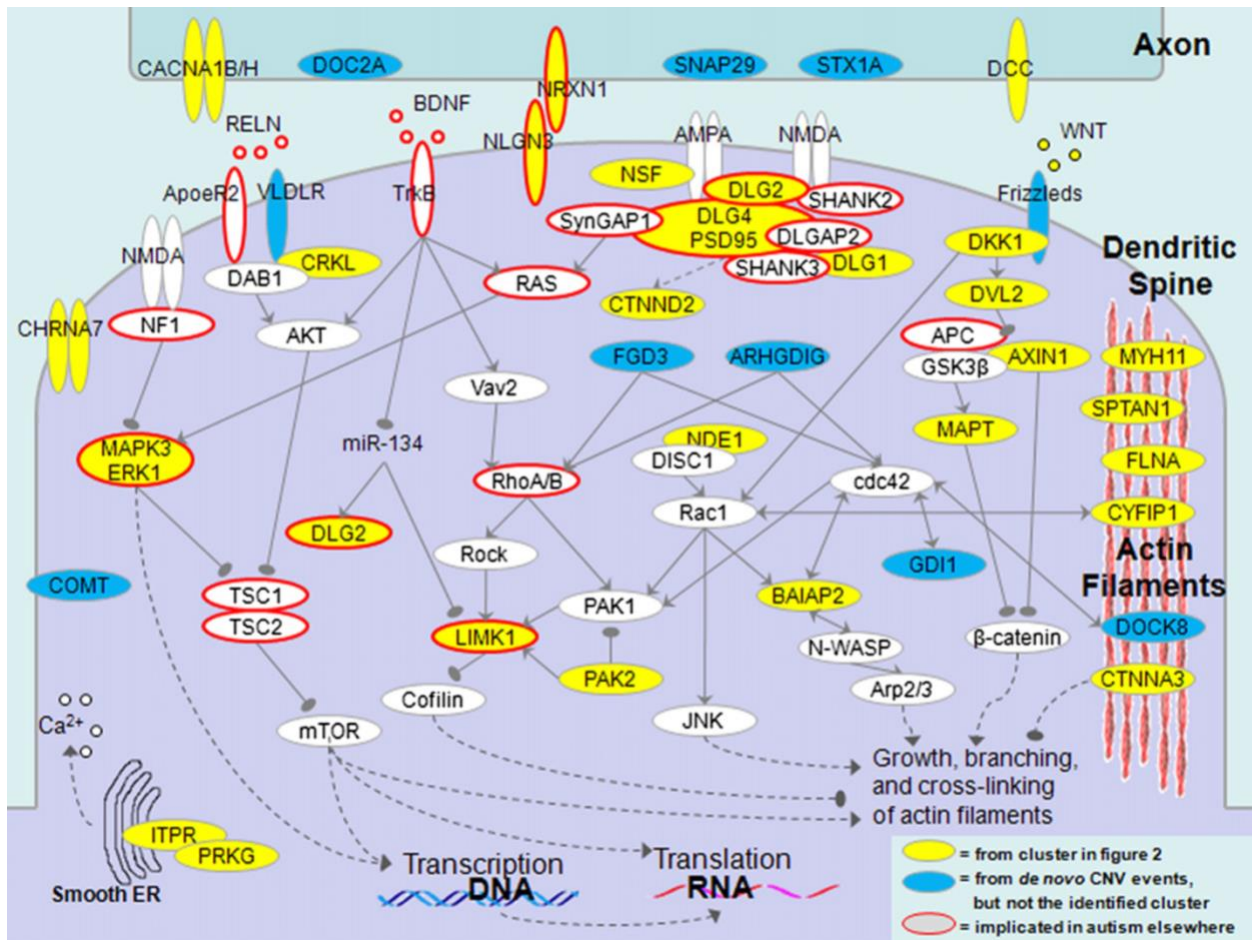 Axon
CACNA1B/H
DOC2A
SNAP29
STX1A
DCC
NRXN1
BDNF
RELN
NLGN3
AMPA
NMDA
WNT
NSF
ApoeR2
VLDLR
TrkB
DLG2
SHANK2
Frizzleds
SynGAP1
DLG4
PSD95
DLGAP2
DKK1
Dendritic
Spine
NMDA
CRKL
DAB1
SHANK3
DLG1
RAS
CTNND2
DVL2
CHRNA7
NF1
AKT
APC
FGD3
ARHGDIG
AXIN1
MYH11
GSK3β
Vav2
SPTAN1
MAPT
MAPK3
ERK1
miR-134
NDE1
DISC1
FLNA
RhoA/B
cdc42
Rac1
CYFIP1
DLG2
Rock
Actin
Filaments
GDI1
COMT
TSC1
TSC2
PAK1
BAIAP2
LIMK1
N-WASP
β-catenin
DOCK8
PAK2
CTNNA3
Cofilin
Arp2/3
Ca2+
mTOR
JNK
Growth, branching,
and cross-linking
of actin filaments
ITPR
PRKG
Smooth ER
Transcription
DNA
Translation
RNA
= from cluster in figure 2
= from de novo CNV events,
but not the identified cluster
= implicated in autism elsewhere